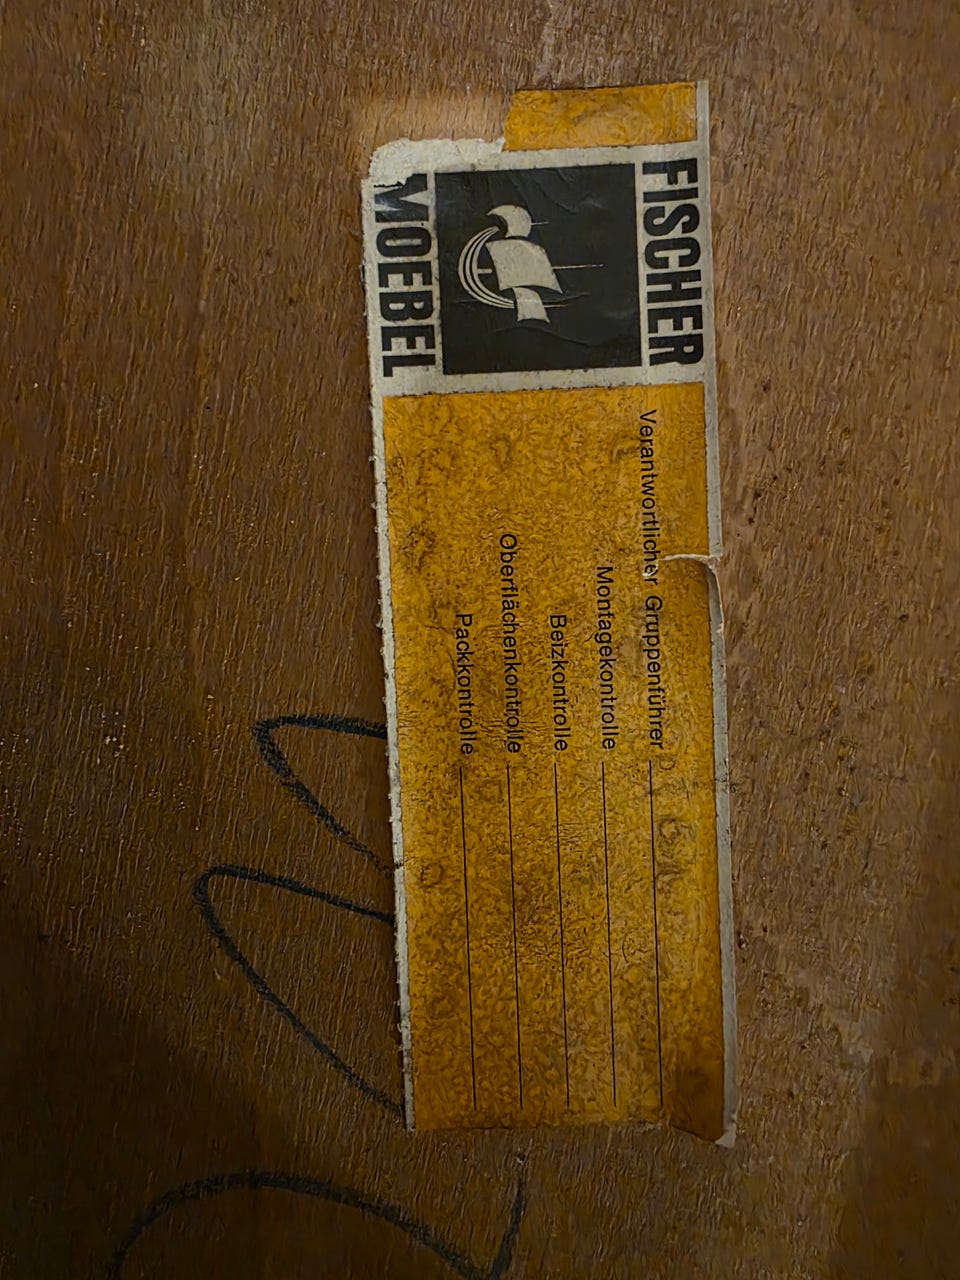 FISCHER
MOEBEL
Verantwortlicher Gruppenführer
Montagekontrolle
Beizkontrolle
Oberflächenkontrolle
Packkontrolle